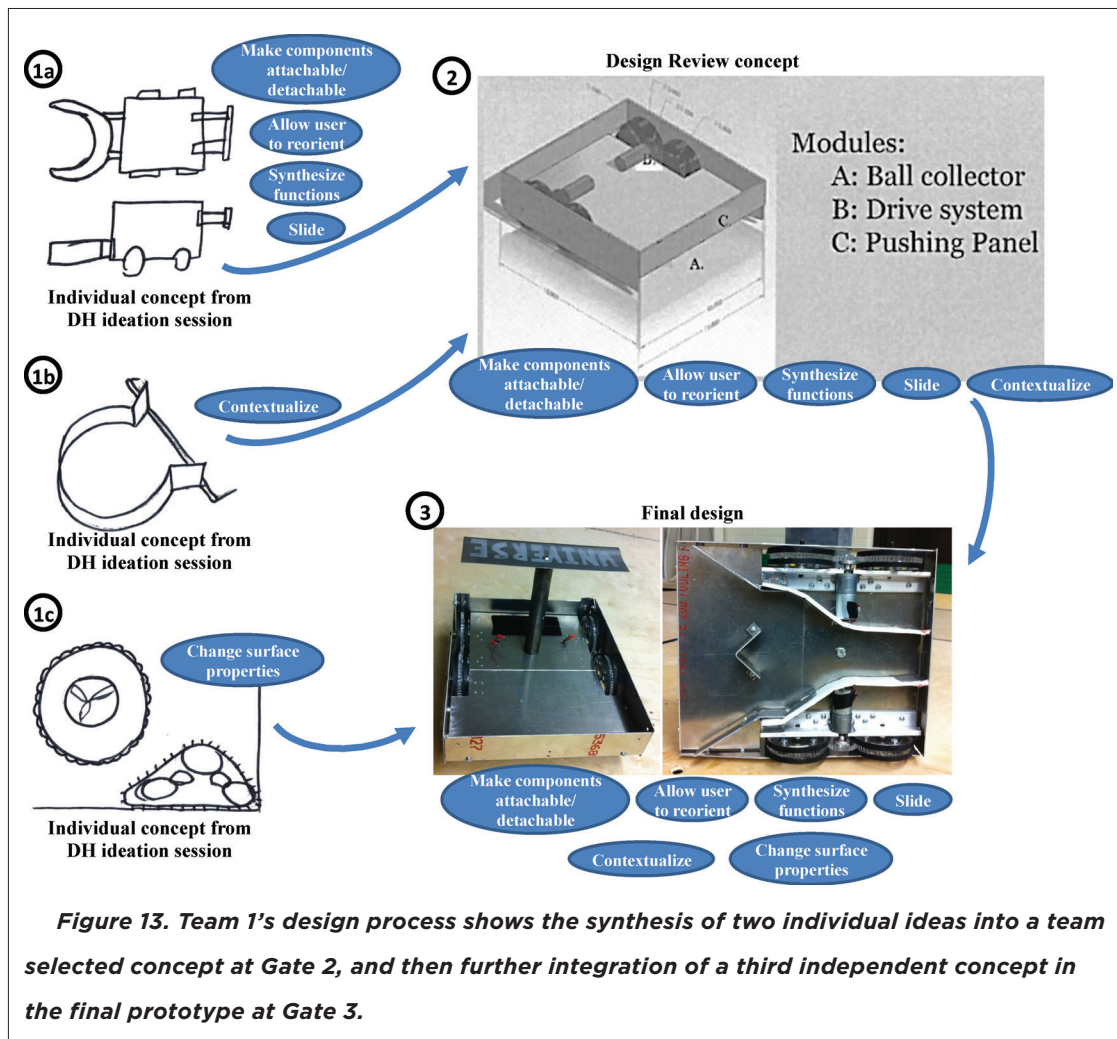 1a
Make components
attachable/
detachable
Allow user
to reorient
Synthesize
functions
Slide
Individual concept from
DH ideation session
1b
Contextualize
Individual concept from
DH ideation session
1c
Change surface
properties
Individual concept from
DH ideation session
2
Design Review concept
B.
C
A.
Modules:
A: Ball collector
B: Drive system
C: Pushing Panel
Make components
attachable/
detachable
Allow user
to reorient
Synthesize
functions
Slide
Contextualize
3
Final design
UNIVERSE
5368
Make components
attachable/
detachable
Allow user
to reorient
Synthesize
functions
Slide
Contextualize
Change surface
properties
Figure 13. Team 1’s design process shows the synthesis of two individual ideas into a team
selected concept at Gate 2, and then further integration of a third independent concept in
the final prototype at Gate 3.